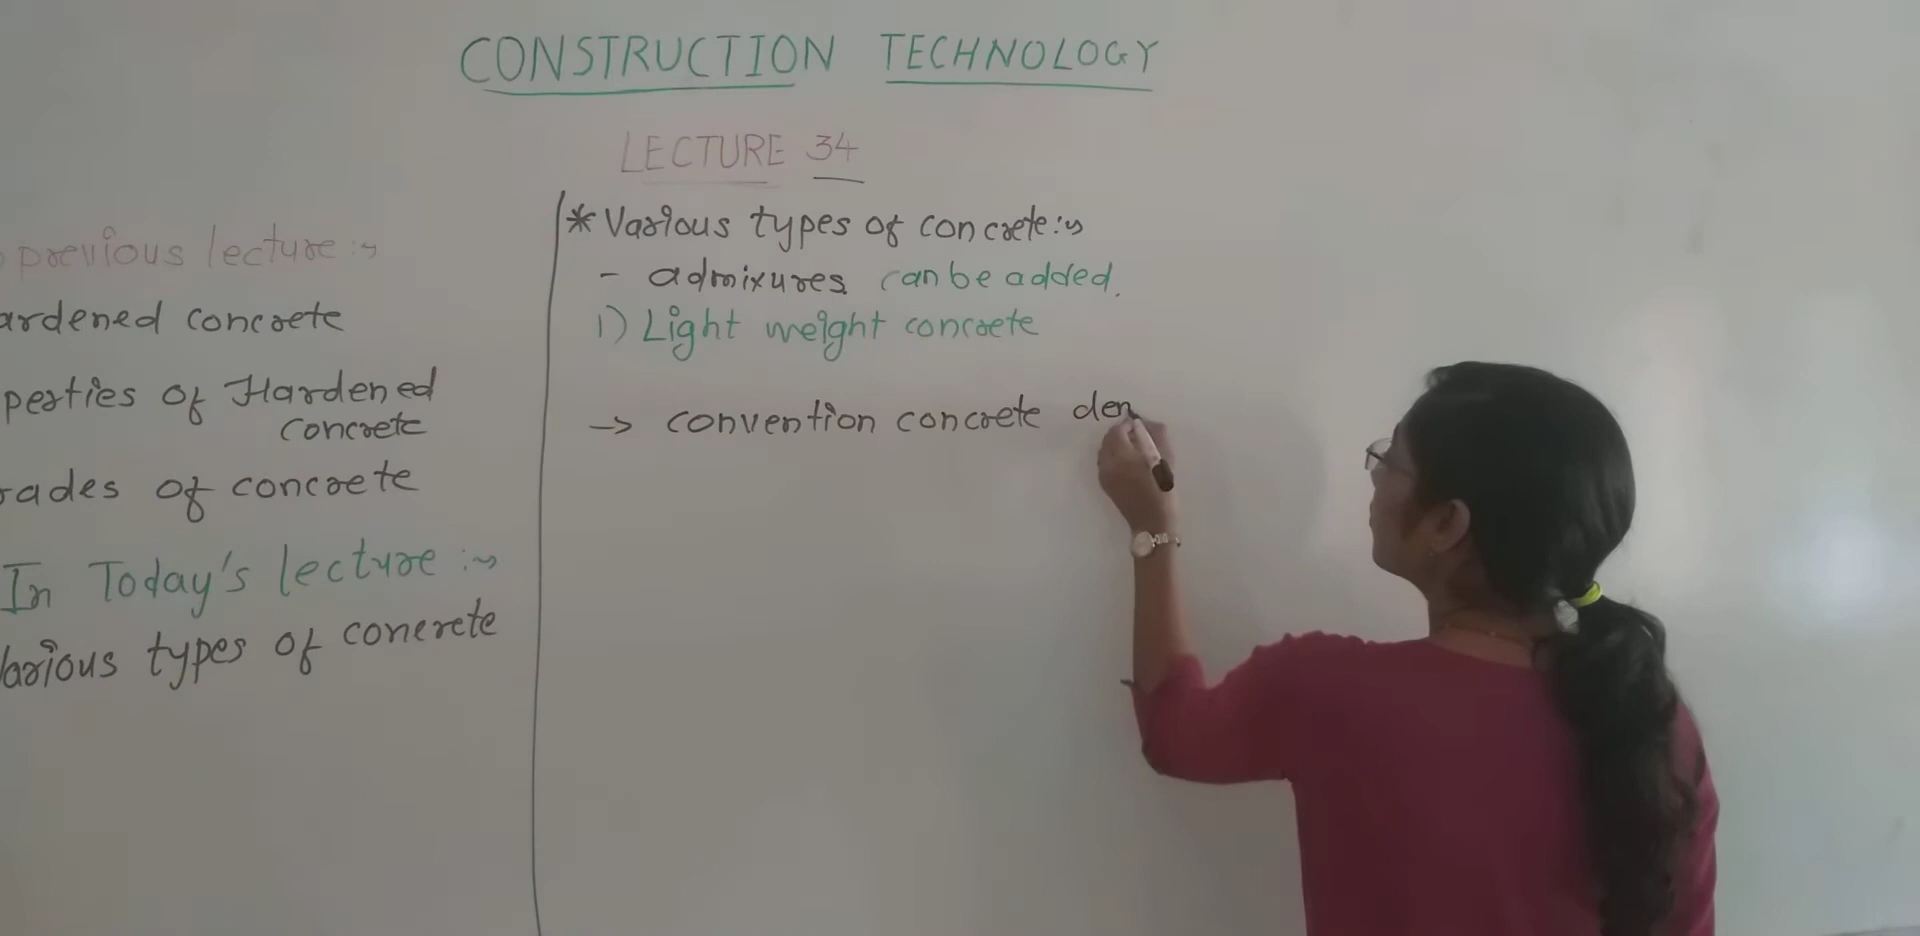 CONSTRUCTION TECHNOLOGY
LECTURE 34
previous lecture :~
ardened concrete
perties of Hardened
concrete
rades of concrete
In Today's lecture :~
Various types of concrete
* Various types of concrete :~
- admixures can be added.
1) Light weight concrete
→ convention concrete den